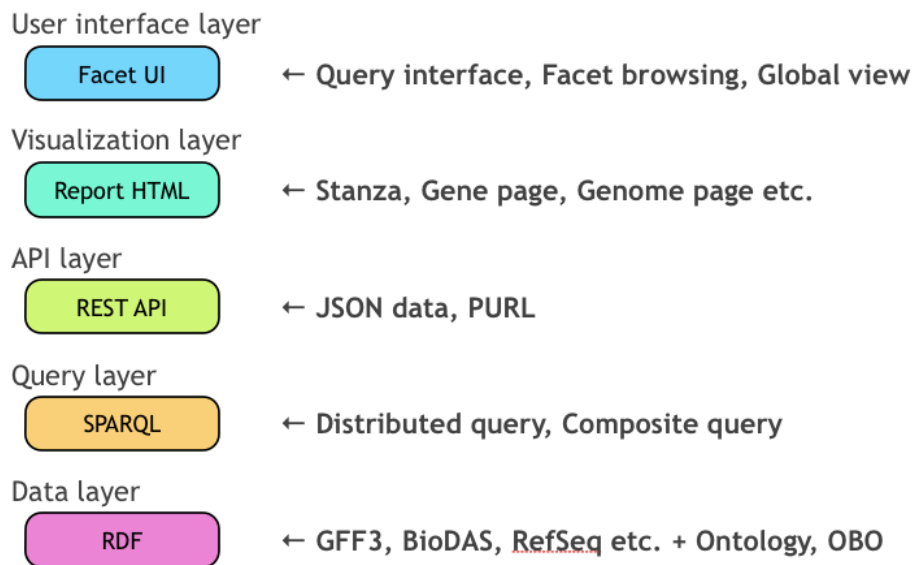 User interface layer
Facet UI ← Query interface, Facet browsing, Global view
Visualization layer
Report HTML ← Stanza, Gene page, Genome page etc.
API layer
REST API ← JSON data, PURL
Query layer
SPARQL ← Distributed query, Composite query
Data layer
RDF ← GFF3, BioDAS, RefSeq etc. + Ontology, OBO